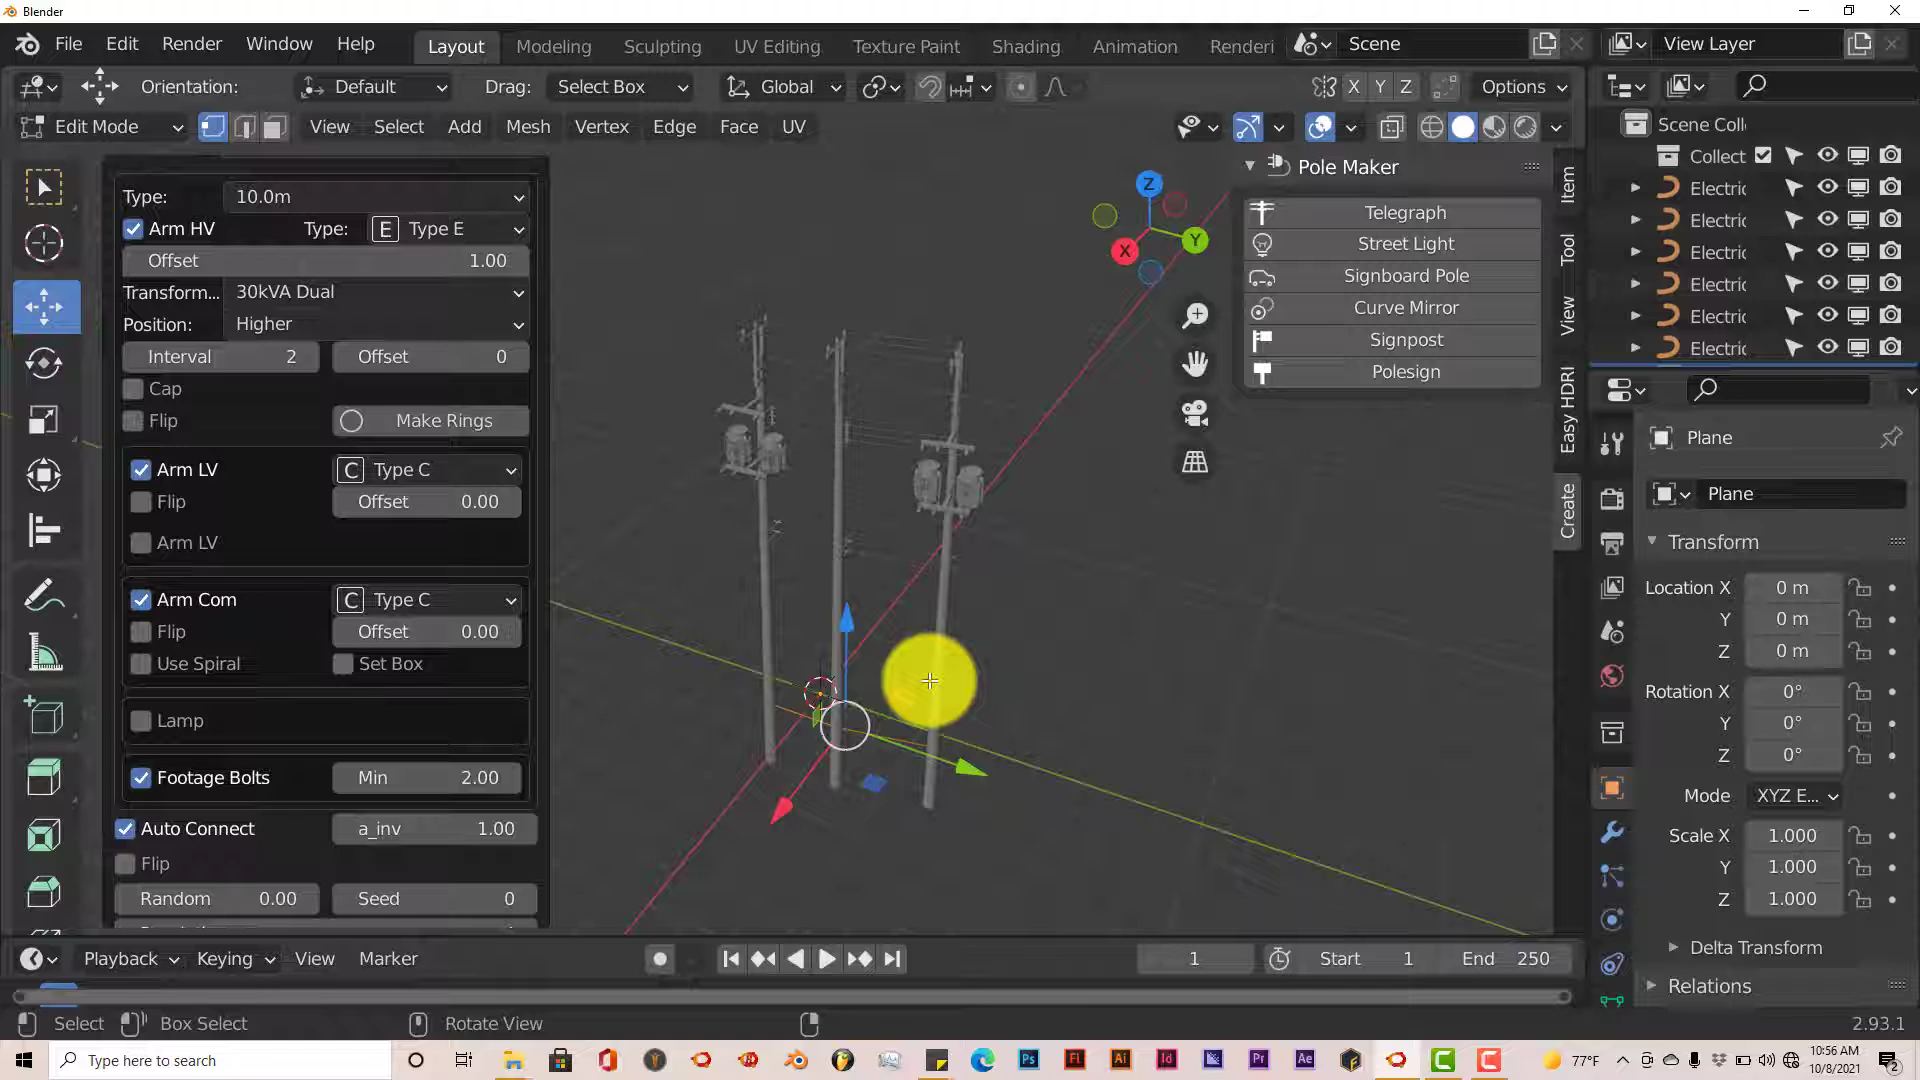 Blender
File Edit Render Window Help Layout Modeling Sculpting UV Editing Texture Paint Shading Animation Renderi Scene View Layer
Orientation: Default Drag: Select Box Global X Y Z Options
Edit Mode View Select Add Mesh Vertex Edge Face UV
Type: 10.0m
Arm HV Type: E Type E
Offset 1.00
Transform... 30kVA Dual
Position: Higher
Interval 2 Offset 0
Cap
Flip Make Rings
Arm LV C Type C
Flip Offset 0.00
Arm LV
Arm Com C Type C
Flip Offset 0.00
Use Spiral Set Box
Lamp
Footage Bolts Min 2.00
Auto Connect a_inv 1.00
Flip
Random 0.00 Seed 0
Z
Y
X
Pole Maker
Telegraph
Street Light
Signboard Pole
Curve Mirror
Signpost
Polesign
Item
Tool
View
Easy HDRI
Create
Scene Coll
Collect
Electric
Electric
Electric
Electric
Electric
Electric
Plane
Plane
Transform
Location X 0 m
Y 0 m
Z 0 m
Rotation X 0°
Y 0°
Z 0°
Mode XYZ E...
Scale X 1.000
Y 1.000
Z 1.000
Delta Transform
Relations
Playback Keying View Marker 1 Start 1 End 250
Select Box Select Rotate View 2.93.1
Type here to search Ps Fl Ai Id Pr Ae 77°F 10:56 AM
10/8/2021 2